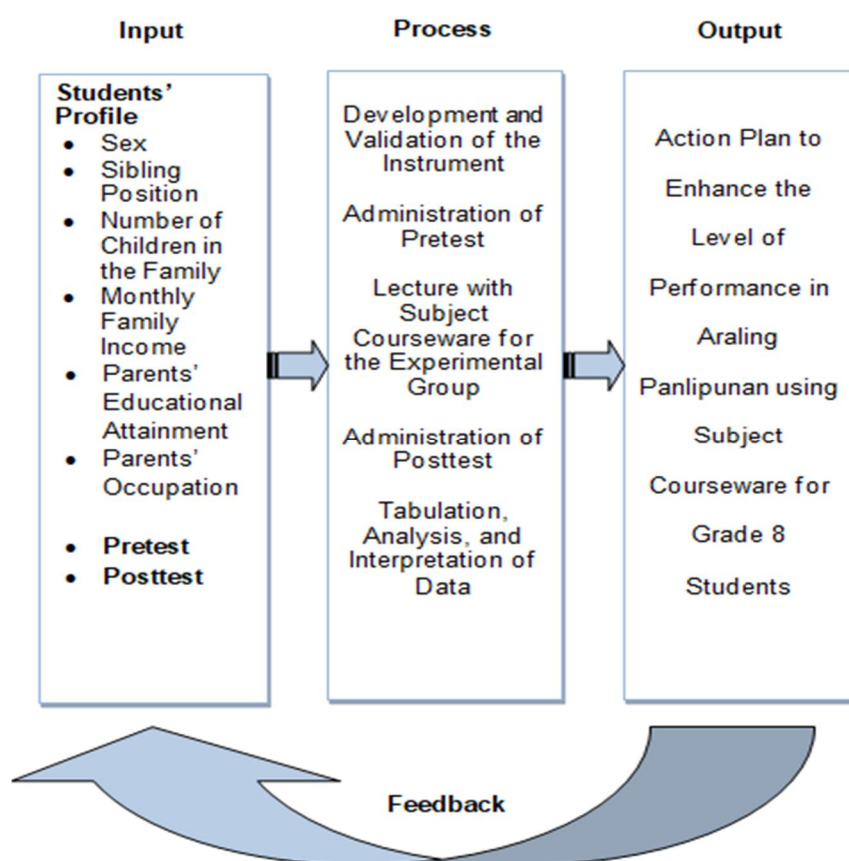 Input
Students’
Profile
• Sex
• Sibling
Position
• Number of
Children in
the Family
• Monthly
Family
Income
• Parents’
Educational
Attainment
• Parents’
Occupation
• Pretest
• Posttest
Process
Development and
Validation of the
Instrument
Administration of
Pretest
Lecture with
Subject
Courseware for
the Experimental
Group
Administration of
Posttest
Tabulation,
Analysis, and
Interpretation of
Data
Output
Action Plan to
Enhance the
Level of
Performance in
Araling
Panlipunan using
Subject
Courseware for
Grade 8
Students
Feedback